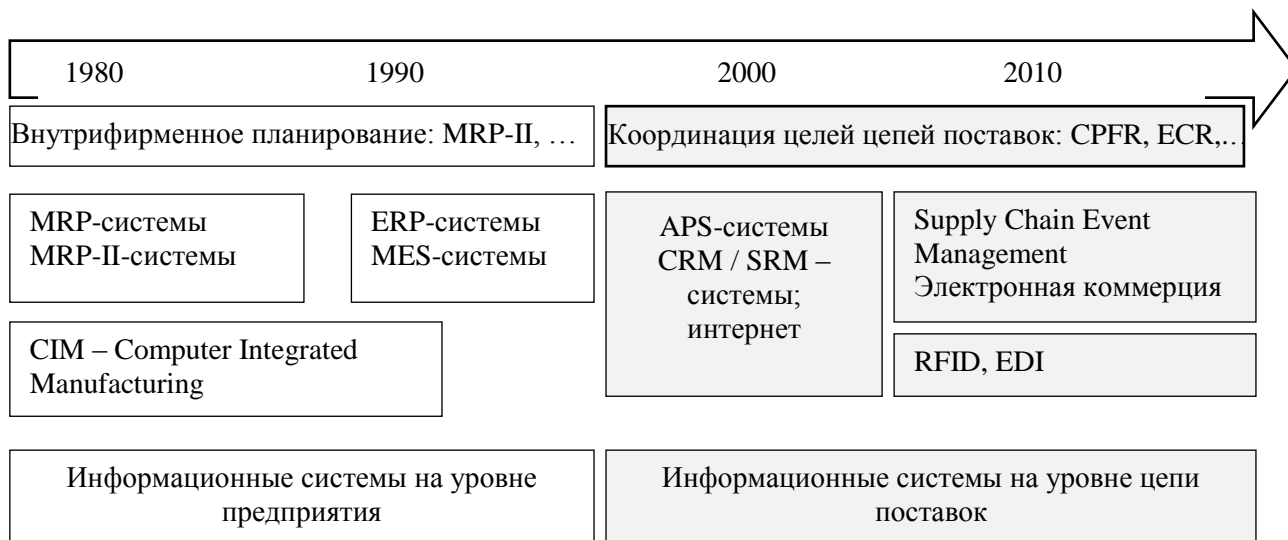 1980 1990 2000 2010
Внутрифирменное планирование: MRP-II, …
Координация целей цепей поставок: CPFR, ECR,…
MRP-системы
MRP-II-системы
ERP-системы
MES-системы
APS-системы
CRM / SRM –
системы;
интернет
Supply Chain Event
Management
Электронная коммерция
CIM – Computer Integrated
Manufacturing
RFID, EDI
Информационные системы на уровне
предприятия
Информационные системы на уровне цепи
поставок